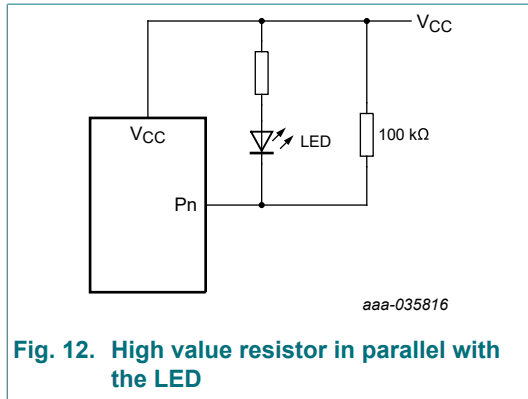 VCC
VCC
LED
100 kΩ
Pn
aaa-035816
Fig. 12. High value resistor in parallel with
the LED